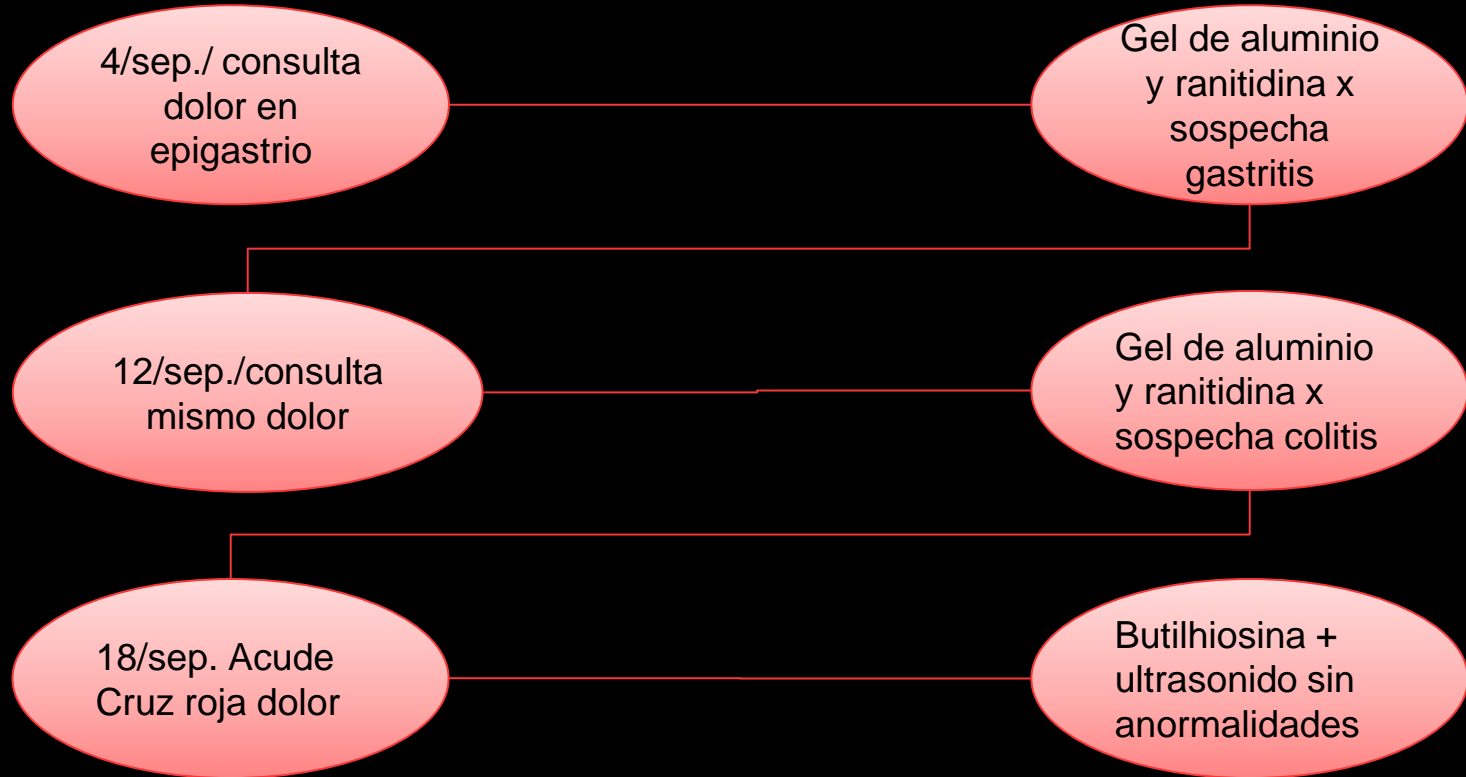 4/sep./ consulta
dolor en
epigastrio
Gel de aluminio
y ranitidina x
sospecha
gastritis
12/sep./consulta
mismo dolor
Gel de aluminio
y ranitidina x
sospecha colitis
18/sep. Acude
Cruz roja dolor
Butilhiosina +
ultrasonido sin
anormalidades